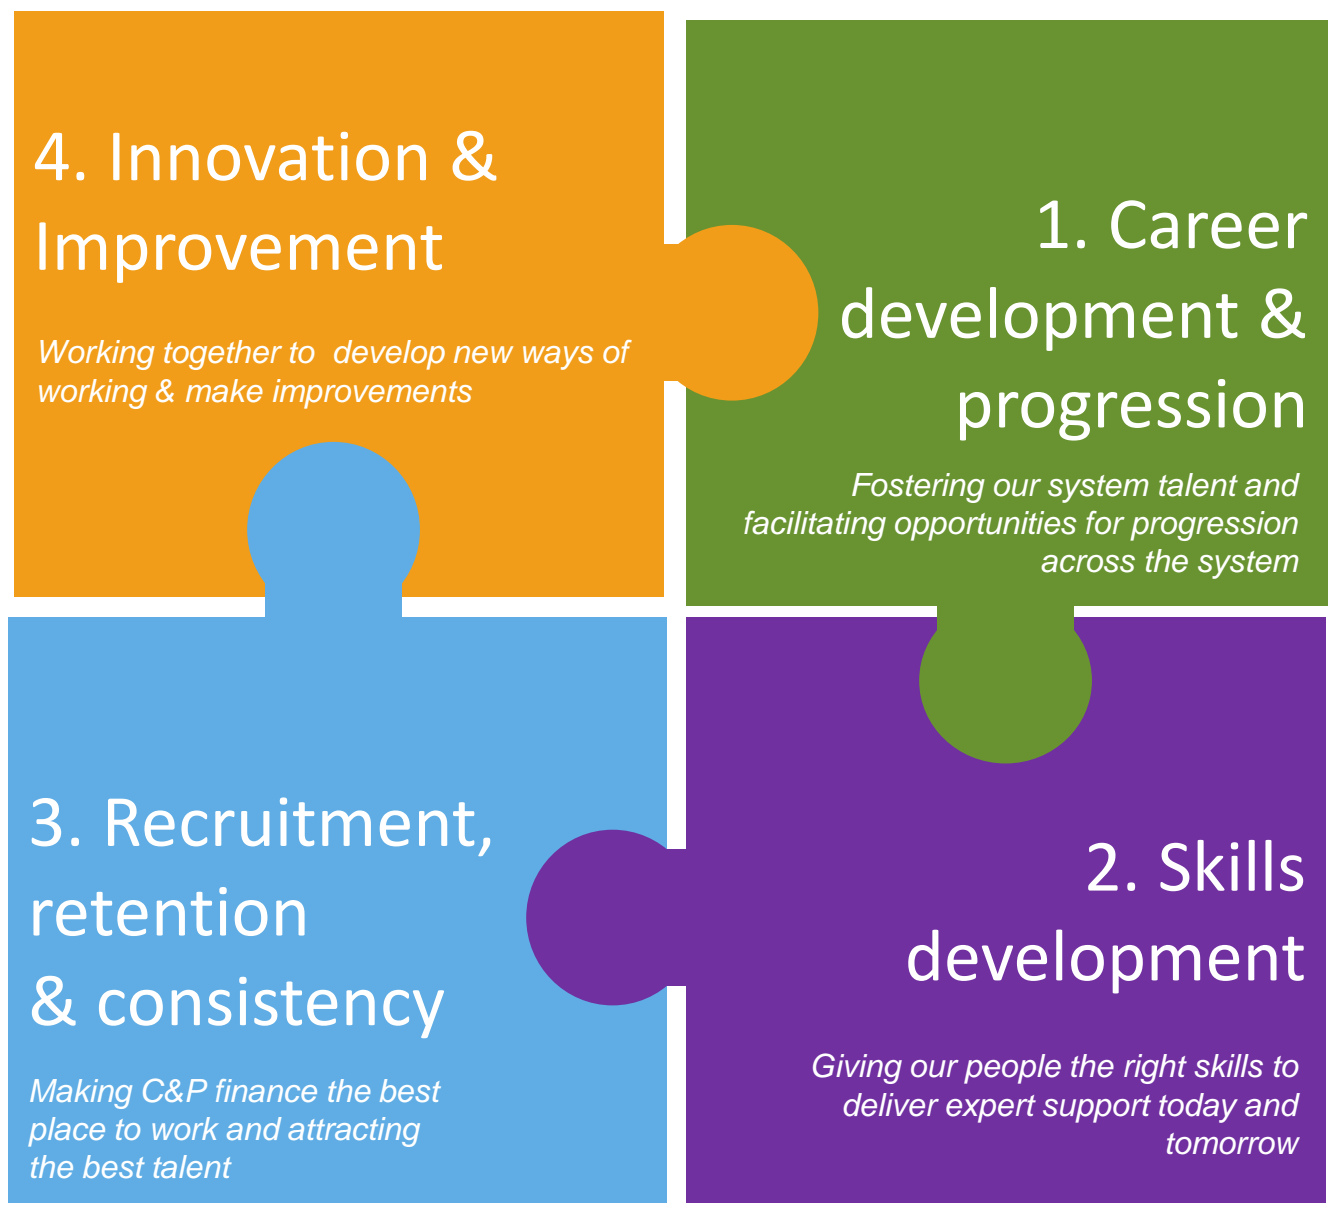 4. Innovation &
Improvement
Working together to  develop new ways of
working & make improvements
1. Career
development &
progression
Fostering our system talent and
facilitating opportunities for progression
across the system
3. Recruitment,
retention
& consistency
Making C&P finance the best
place to work and attracting
the best talent
2. Skills
development
Giving our people the right skills to
deliver expert support today and
tomorrow